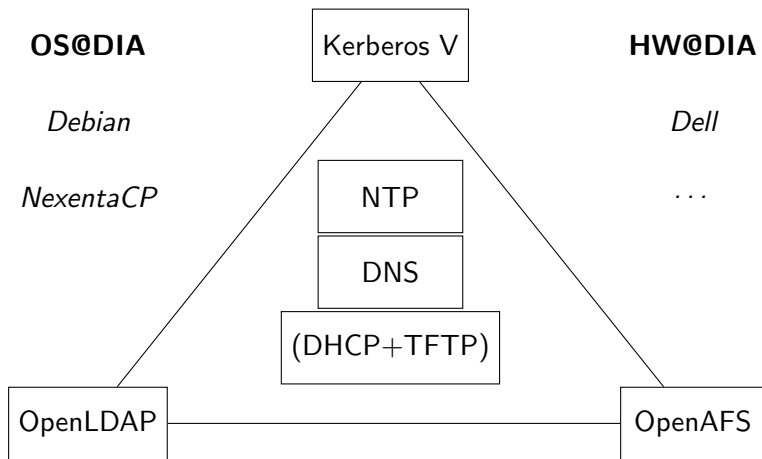 OS@DIA
Kerberos V
HW@DIA
Debian
Dell
NexentaCP
NTP
. . .
DNS
(DHCP+TFTP)
OpenLDAP
OpenAFS